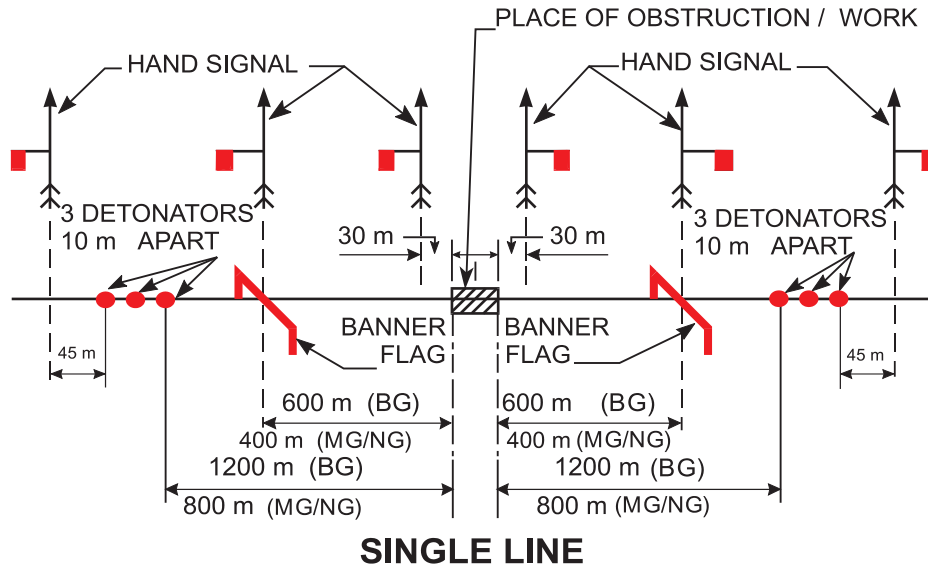 PLACE OF OBSTRUCTION / WORK
HAND SIGNAL
HAND SIGNAL
3 DETONATORS
10 m APART
3 DETONATORS
10 m APART
30 m
30 m
BANNER
FLAG
BANNER
FLAG
45 m
45 m
600 m (BG)
400 m (MG/NG)
600 m (BG)
400 m (MG/NG)
1200 m (BG)
800 m (MG/NG)
1200 m (BG)
800 m (MG/NG)
SINGLE LINE